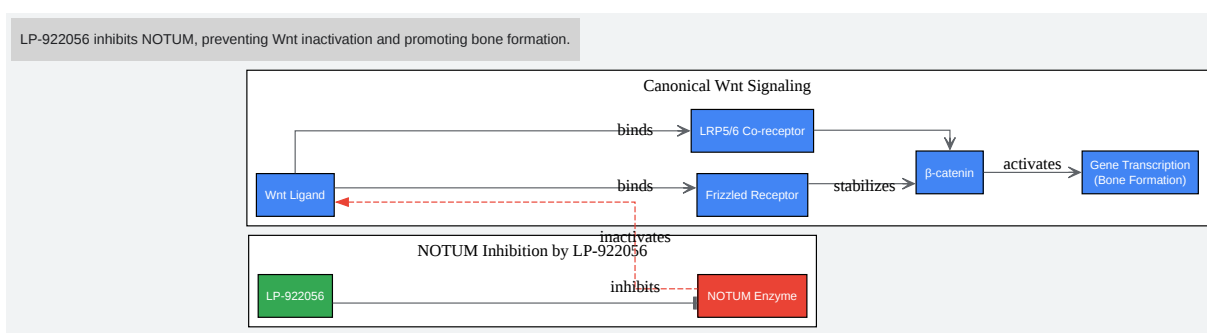 LP-922056 inhibits NOTUM, preventing Wnt inactivation and promoting bone formation.
Canonical Wnt Signaling
binds
LRP5/6 Co-receptor
Wnt Ligand
binds
Frizzled Receptor
stabilizes
β-catenin
activates
Gene Transcription
(Bone Formation)
inactivates
NOTUM Inhibition by LP-922056
LP-922056
inhibits
NOTUM Enzyme